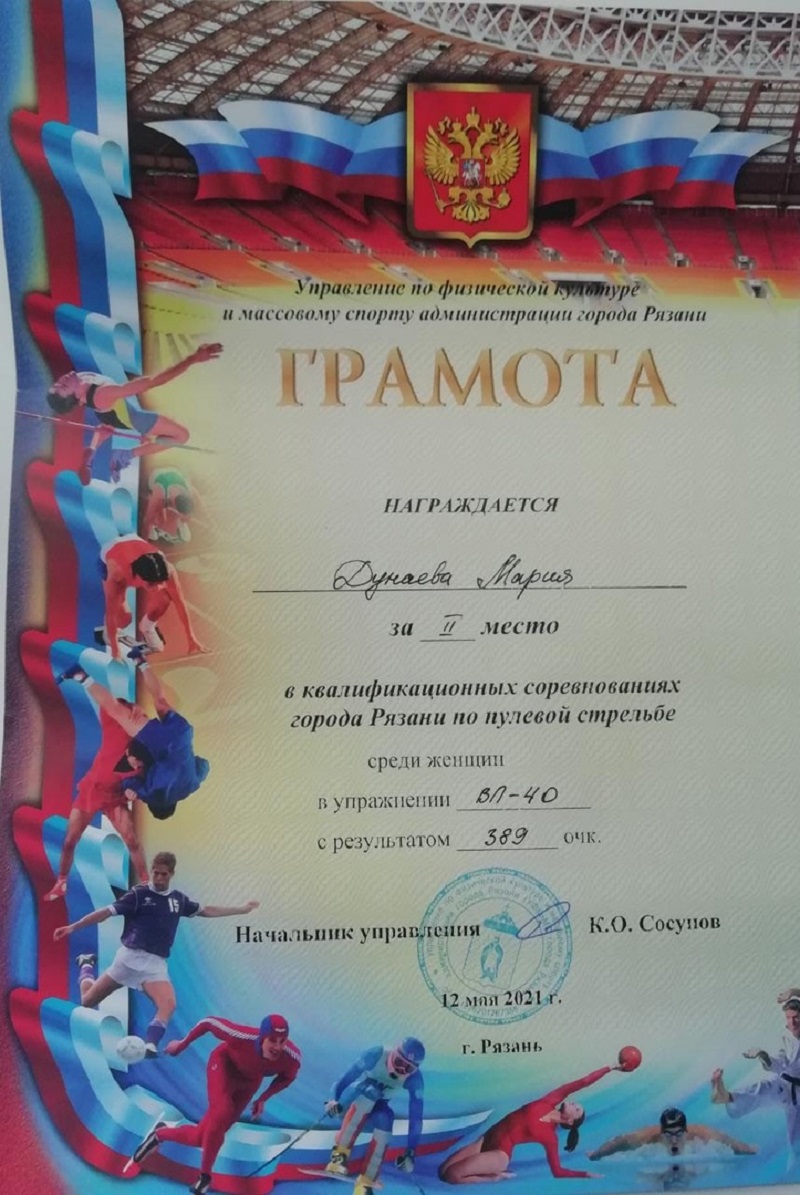 Управление по физической культуре
и массовому спорту администрации города Рязани
ГРАМОТА
НАГРАЖДАЕТСЯ
Дунаева Мария
за II место
в квалификационных соревнованиях
города Рязани по пулевой стрельбе
среди женщин
в упражнении ВП-40
с результатом 389 очк.
Начальник управления К.О. Сосунов
12 мая 2021 г.
г. Рязань
15